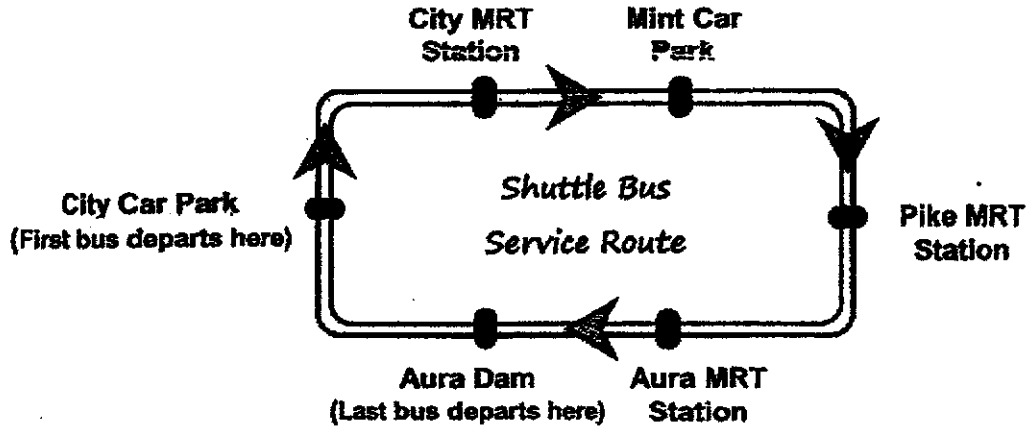 City MRT
Station
Mint Car
Park
City Car Park
(First bus departs here)
Shuttle Bus
Service Route
Pike MRT
Station
Aura Dam
(Last bus departs here)
Aura MRT
Station